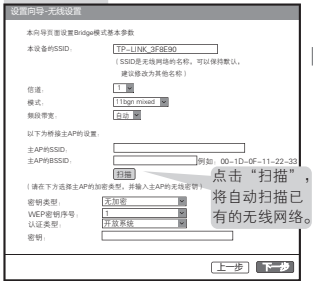 设置向导-无线设置
本向导页面设置Bridge模式基本参数
本设备的SSID: TP-LINK_3F8E90
（SSID是无线网络的名称。可以保持默认。
建议修改为其他名称）
信道: 1
模式: 11bgn mixed
频段带宽: 自动
以下为桥接主AP的设置:
主AP的SSID:
主AP的BSSID: 例如: 00-1D-0F-11-22-33
扫描
（请在下方选择主AP的加密类型。并输入主AP的无线密钥）
密钥类型: 无加密
WEP密钥序号: 1
认证类型: 开放系统
密钥:
点击“扫描”，
将自动扫描已
有的无线网络。
上一步 下一步